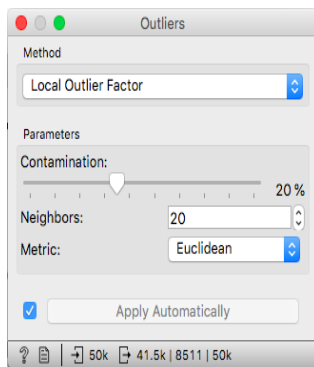 Outliers
Method
Local Outlier Factor
Parameters
Contamination:
20 %
Neighbors: 20
Metric: Euclidean
Apply Automatically
? 50k 41.5k | 8511 | 50k